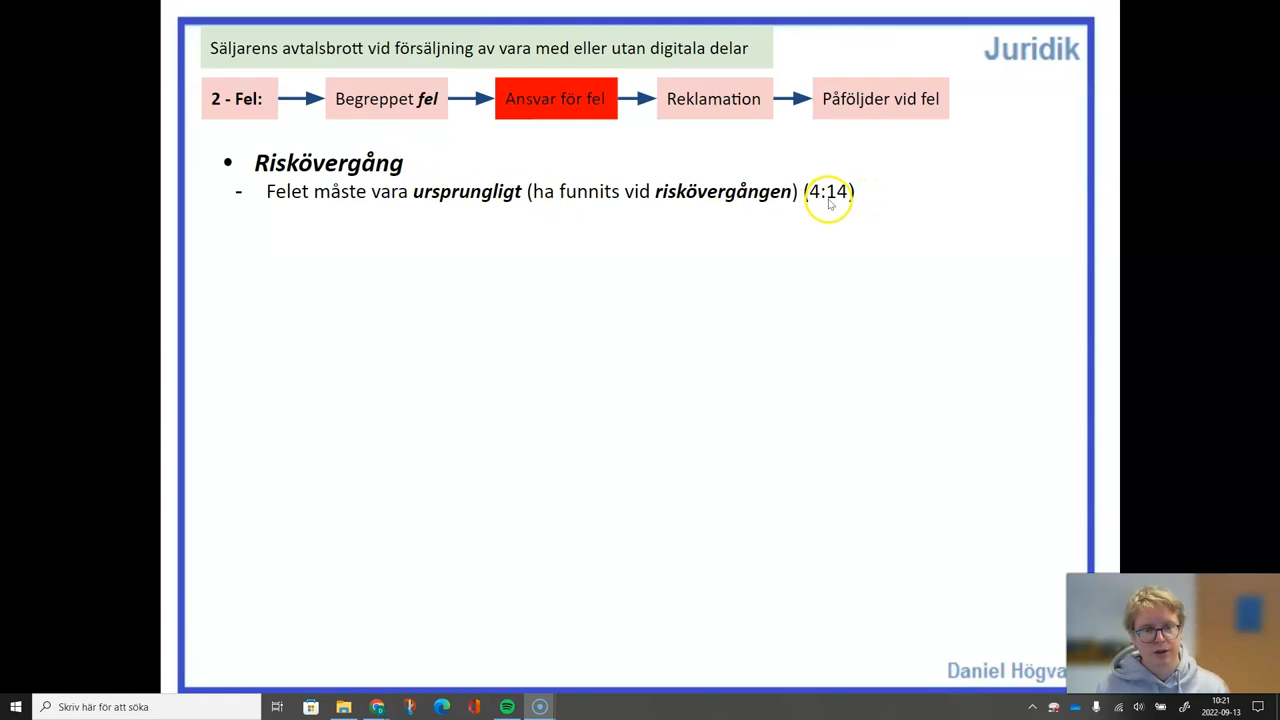 Säljarens avtalsbrott vid försäljning av vara med eller utan digitala delar
Juridik
2 - Fel:
Begreppet fel
Ansvar för fel
Reklamation
Påföljder vid fel
• Riskövergång
- Felet måste vara ursprungligt (ha funnits vid riskövergången) (4:14)
Daniel Högva
Skriv här för att söka
10:21
2022-09-13